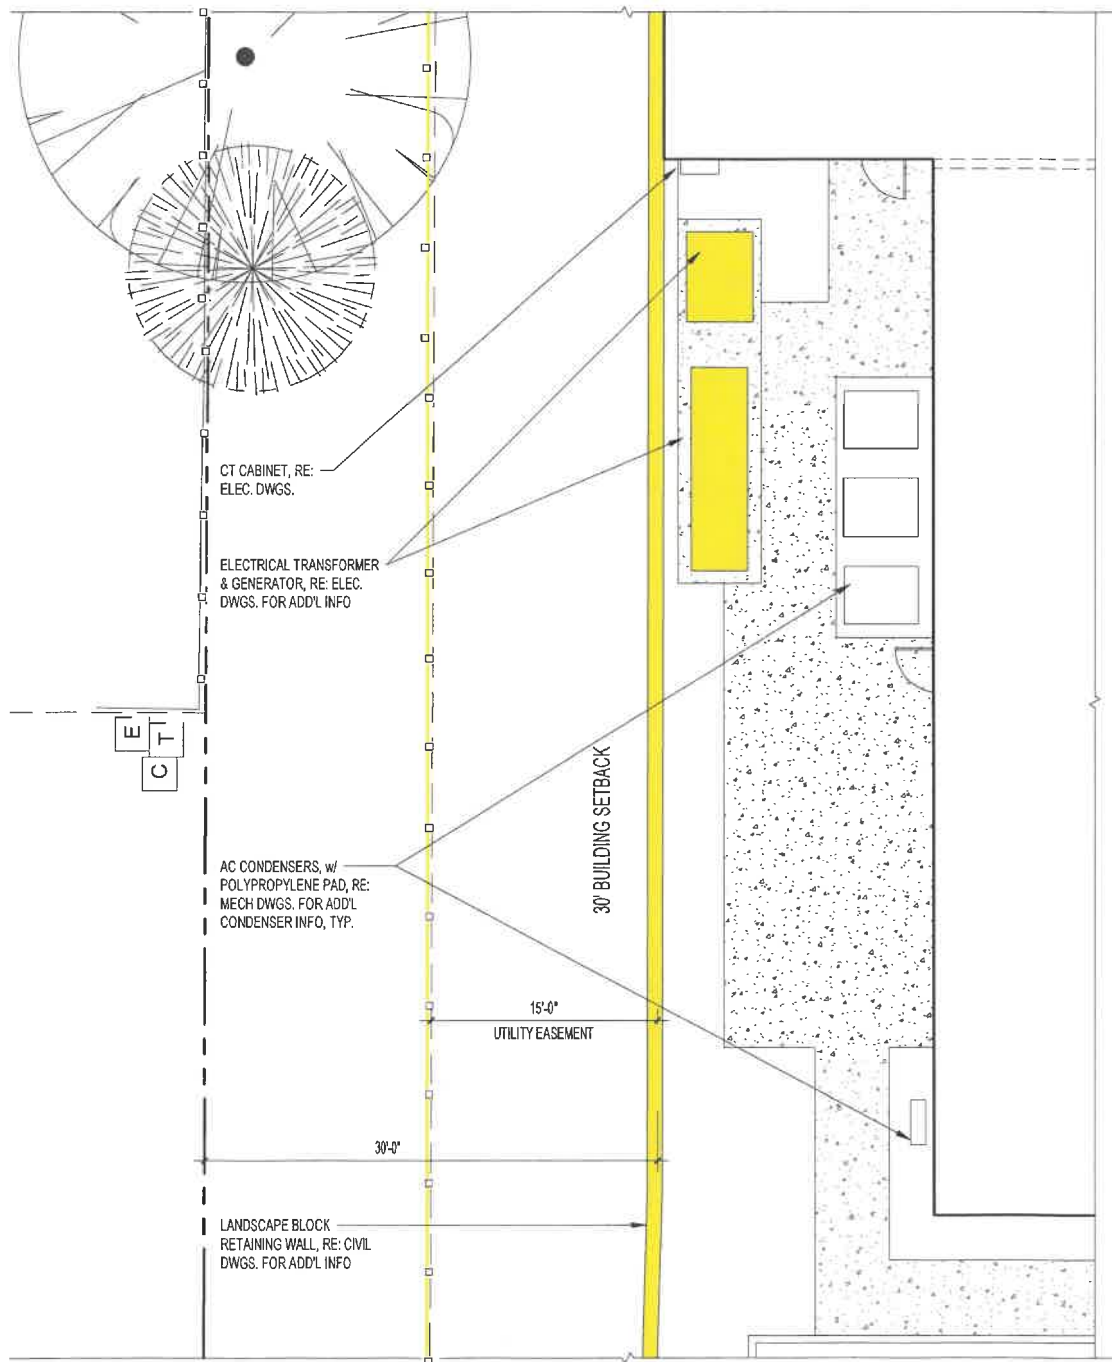 CT CABINET, RE:
ELEC. DWGS.
ELECTRICAL TRANSFORMER
& GENERATOR, RE: ELEC.
DWGS. FOR ADD'L INFO
E
T
C
30' BUILDING SETBACK
AC CONDENSERS, w/
POLYPROPYLENE PAD, RE:
MECH DWGS. FOR ADD'L
CONDENSER INFO, TYP.
15'-0"
UTILITY EASEMENT
30'-0"
LANDSCAPE BLOCK
RETAINING WALL, RE: CIVIL
DWGS. FOR ADD'L INFO